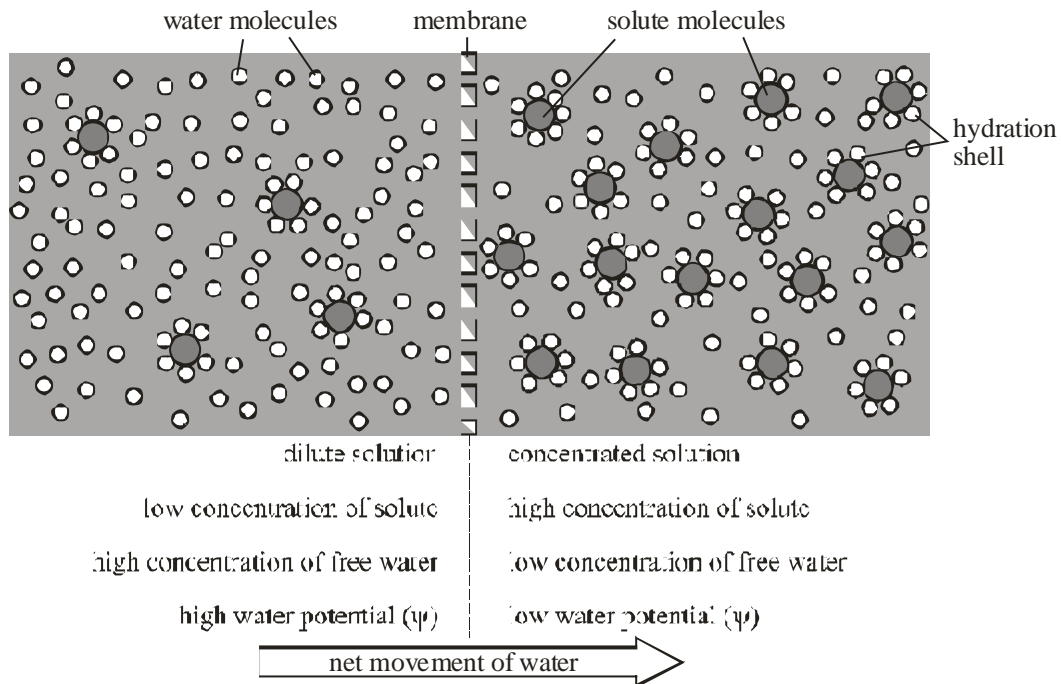 water molecules
membrane
solute molecules
hydration
shell
dilute solution
concentrated solution
low concentration of solute
high concentration of solute
high concentration of free water
low concentration of free water
high water potential (ψ)
low water potential (ψ)
net movement of water